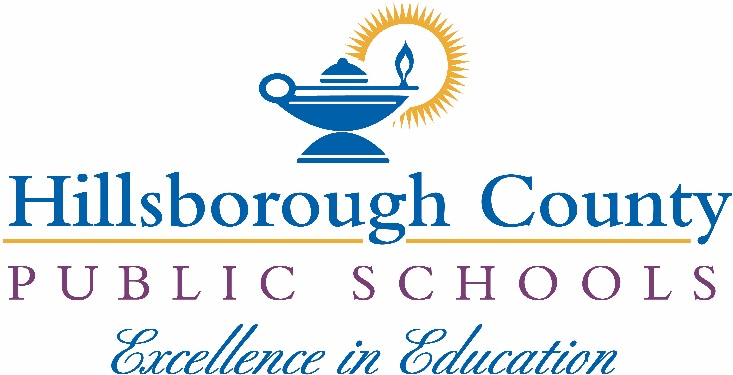 Hillsborough County
PUBLIC SCHOOLS
Excellence in Education